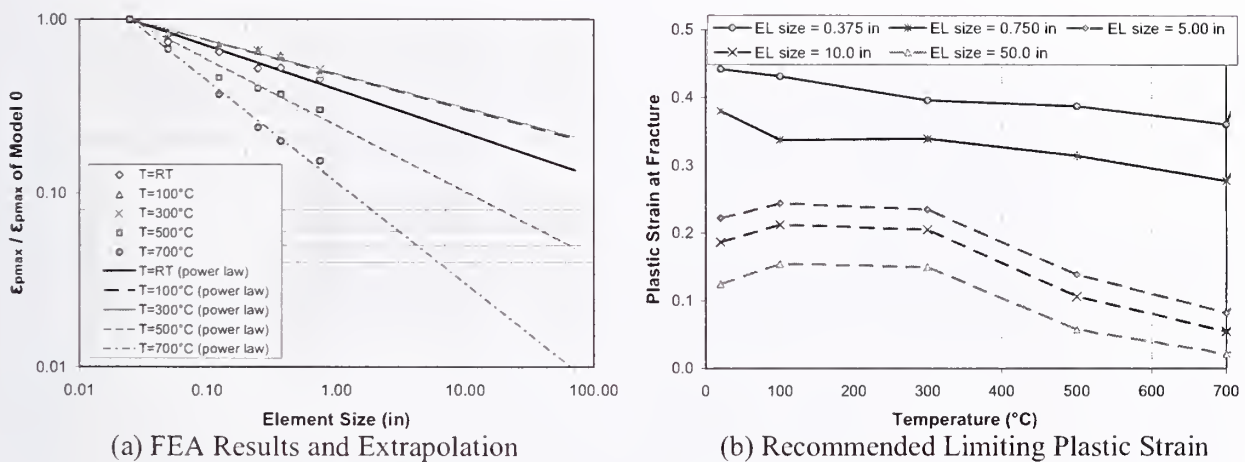 εpmax / εpmax of Model 0
1.00
0.10
0.01
T=RT
T=100°C
T=300°C
T=500°C
T=700°C
T=RT (power law)
T=100°C (power law)
T=300°C (power law)
T=500°C (power law)
T=700°C (power law)
0.01 0.10 1.00 10.00 100.00
Element Size (in)
(a) FEA Results and Extrapolation
EL size = 0.375 in EL size = 0.750 in EL size = 5.00 in
EL size = 10.0 in EL size = 50.0 in
Plastic Strain at Fracture
0.5
0.4
0.3
0.2
0.1
0.0
0 100 200 300 400 500 600 700
Temperature (°C)
(b) Recommended Limiting Plastic Strain